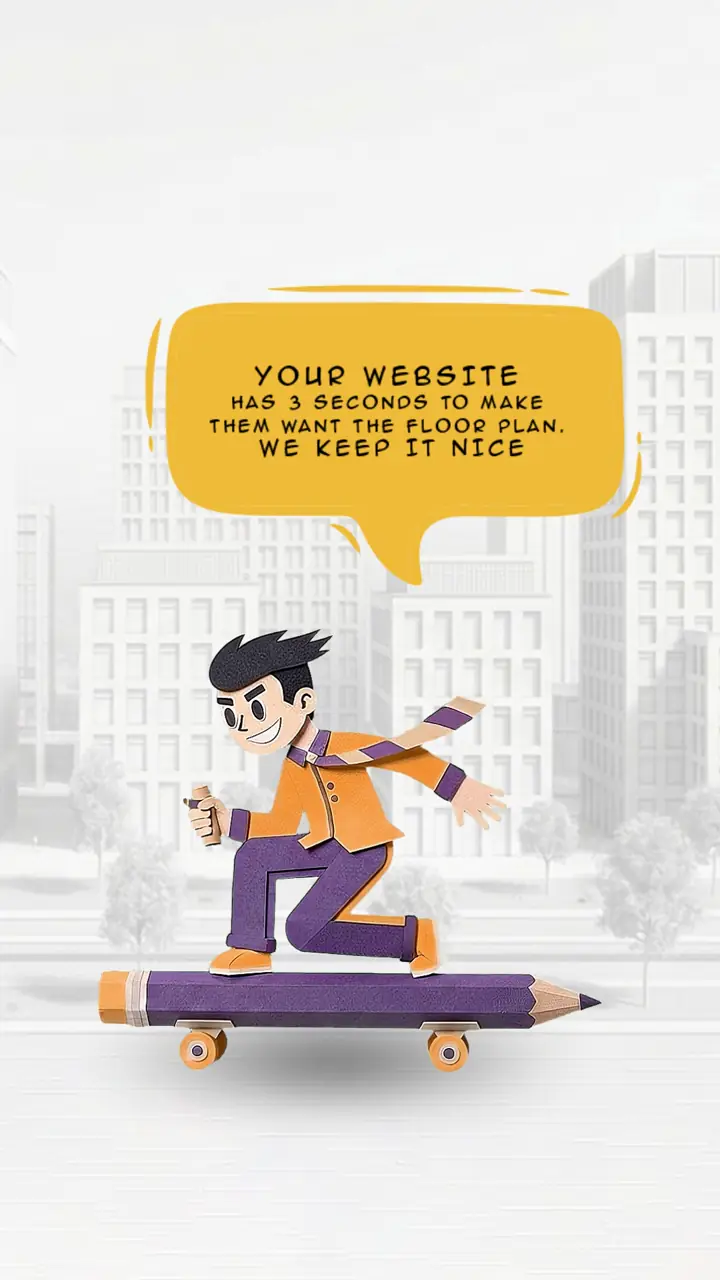 YOUR WEBSITE
HAS 3 SECONDS TO MAKE
THEM WANT THE FLOOR PLAN.
WE KEEP IT NICE